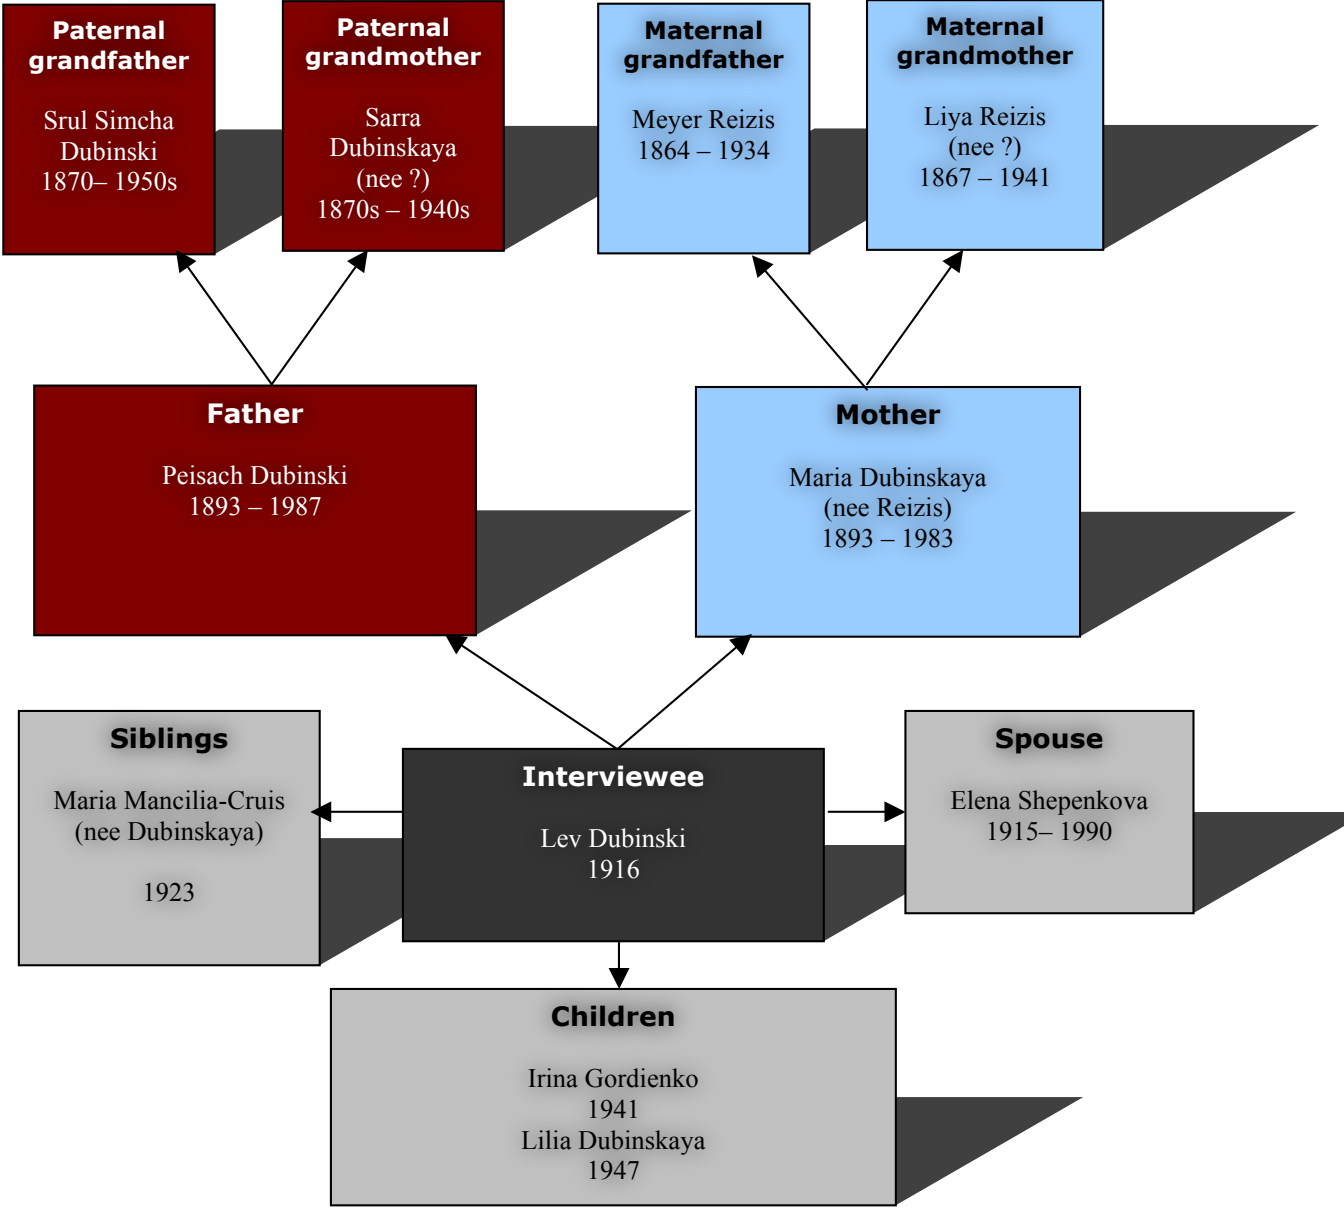 Paternal
grandfather
Srul Simcha
Dubinski
1870– 1950s
Paternal
grandmother
Sarra
Dubinskaya
(nee ?)
1870s – 1940s
Maternal
grandfather
Meyer Reizis
1864 – 1934
Maternal
grandmother
Liya Reizis
(nee ?)
1867 – 1941
Father
Peisach Dubinski
1893 – 1987
Mother
Maria Dubinskaya
(nee Reizis)
1893 – 1983
Siblings
Maria Mancilia-Cruis
(nee Dubinskaya)
1923
Interviewee
Lev Dubinski
1916
Spouse
Elena Shepenkova
1915– 1990
Children
Irina Gordienko
1941
Lilia Dubinskaya
1947